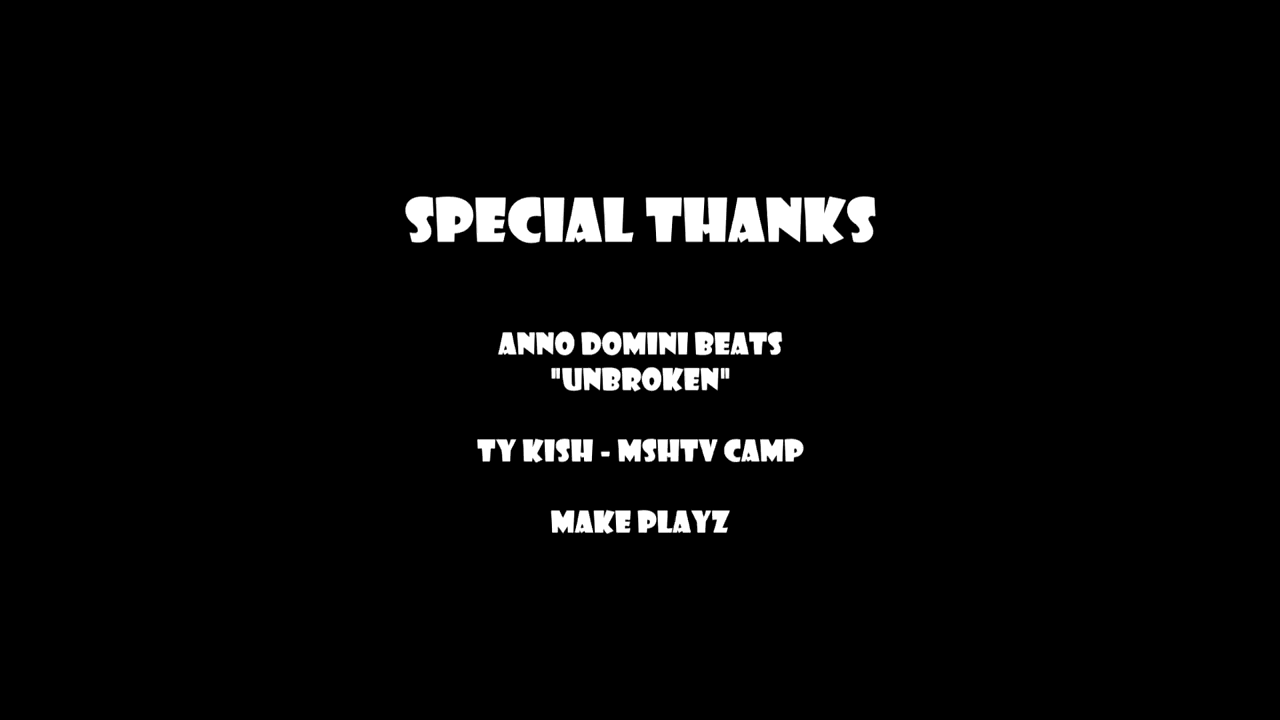 SPECIAL THANKS
ANNO DOMINI BEATS
"UNBROKEN"
TY KISH - MSHTV CAMP
MAKE PLAYZ